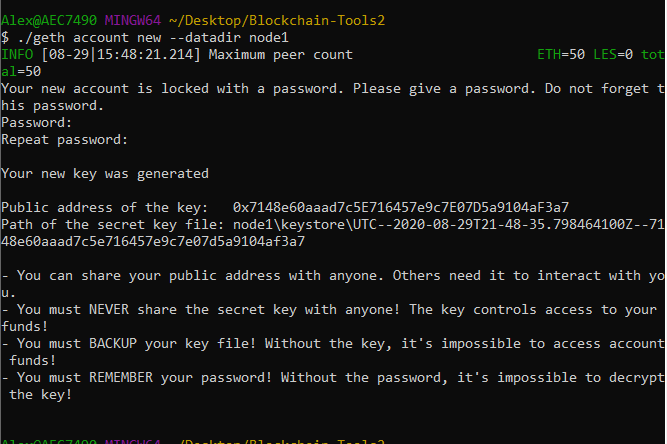 Alex@AEC7490 MINGW64 ~/Desktop/Blockchain-Tools2
$ ./geth account new --datadir node1
INFO [08-29|15:48:21.214] Maximum peer count ETH=50 LES=0 tot
al=50
Your new account is locked with a password. Please give a password. Do not forget t
his password.
Password:
Repeat password:
Your new key was generated
Public address of the key: 0x7148e60aaad7c5E716457e9c7E07D5a9104aF3a7
Path of the secret key file: node1\keystore\UTC--2020-08-29T21-48-35.798464100Z--71
48e60aaad7c5e716457e9c7e07d5a9104af3a7
- You can share your public address with anyone. Others need it to interact with yo
u.
- You must NEVER share the secret key with anyone! The key controls access to your
funds!
- You must BACKUP your key file! Without the key, it's impossible to access account
funds!
- You must REMEMBER your password! Without the password, it's impossible to decrypt
the key!
Alex@AEC7490 MINGW64 ~/Desktop/Blockchain-Tools2